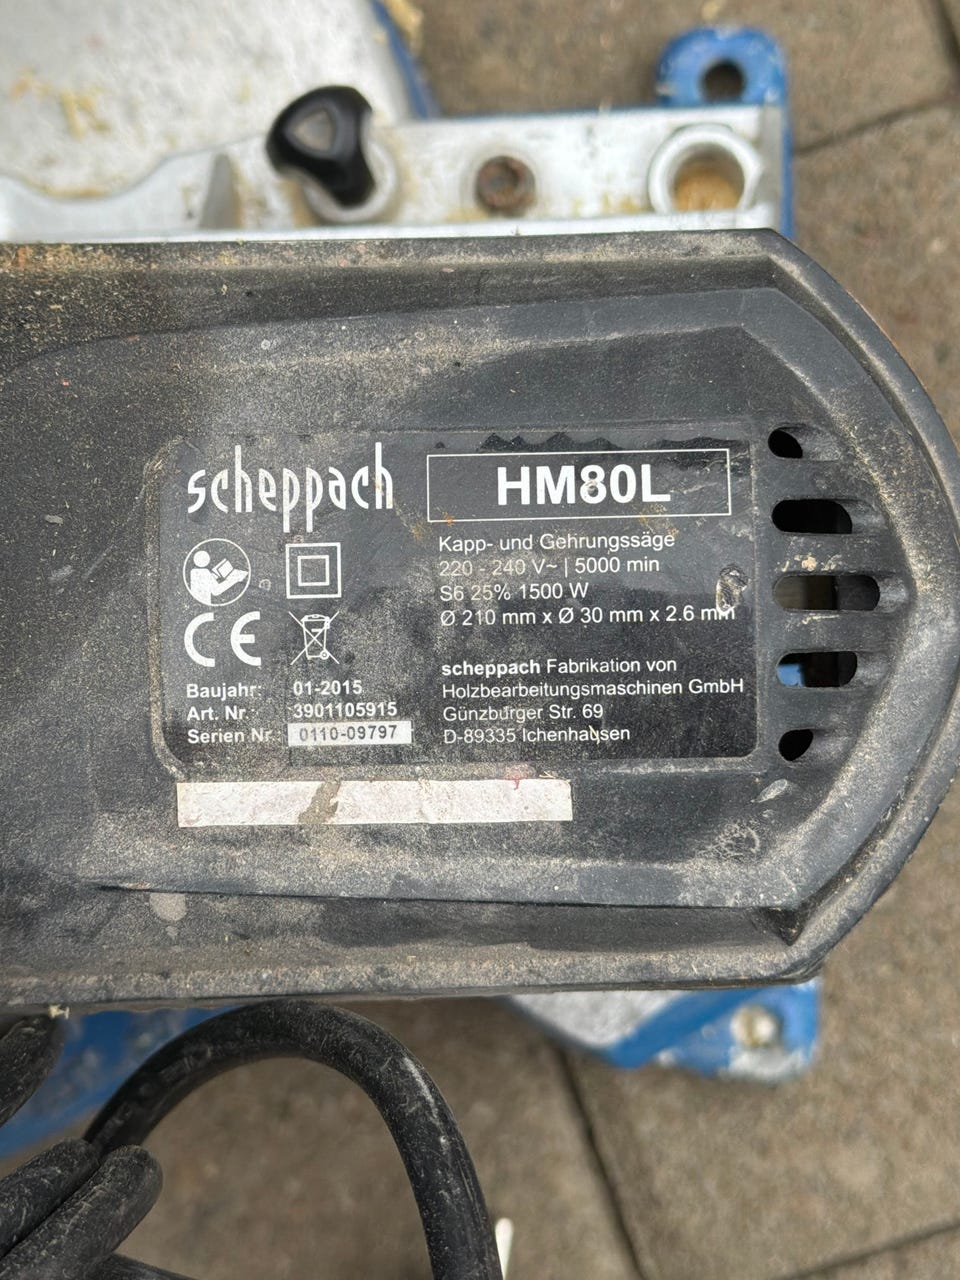 scheppach
HM80L
Kapp- und Gehrungssäge
220 - 240 V~ | 5000 min
S6 25% 1500 W
Ø 210 mm x Ø 30 mm x 2.6 mm
CE
Baujahr: 01-2015
Art. Nr.: 3901105915
Serien Nr.: 0110-09797
scheppach Fabrikation von
Holzbearbeitungsmaschinen GmbH
Günzburger Str. 69
D-89335 Ichenhausen